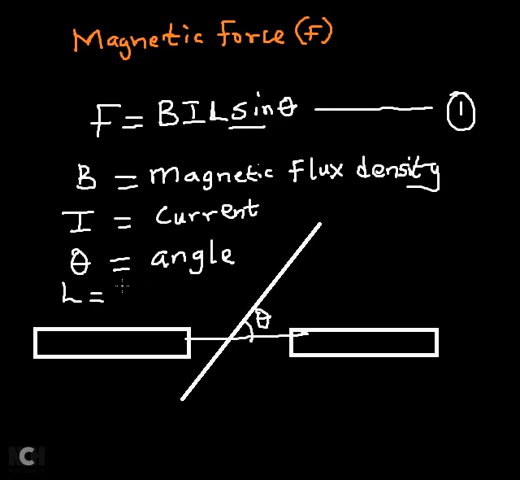 Magnetic force (F)
F = BILsinθ ——— ①
B = magnetic flux density
I = current
θ = angle
L =
θ
C